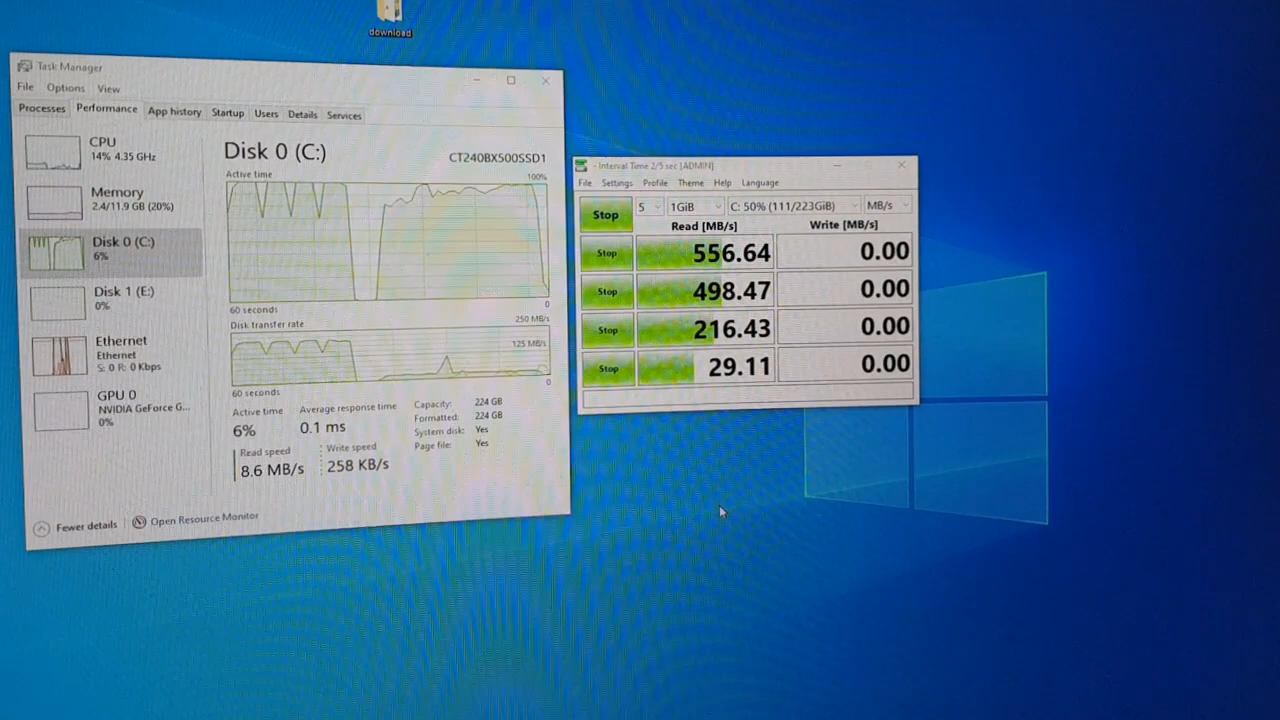 download
Task Manager
File Options View
Processes Performance App history Startup Users Details Services
CPU
14% 4.35 GHz
Memory
2.4/11.9 GB (20%)
Disk 0 (C:)
6%
Disk 1 (E:)
0%
Ethernet
Ethernet
S: 0 R: 0 Kbps
GPU 0
NVIDIA GeForce G...
0%
Disk 0 (C:) CT240BX500SSD1
Active time 100%
60 seconds 0
Disk transfer rate 250 MB/s
125 MB/s
60 seconds 0
Active time Average response time
6% 0.1 ms
Read speed Write speed
8.6 MB/s 258 KB/s
Capacity: 224 GB
Formatted: 224 GB
System disk: Yes
Page file: Yes
Fewer details Open Resource Monitor
- Interval Time 2/5 sec [ADMIN]
File Settings Profile Theme Help Language
Stop 5 1GiB C: 50% (111/223GiB) MB/s
Read [MB/s] Write [MB/s]
Stop 556.64 0.00
Stop 498.47 0.00
Stop 216.43 0.00
Stop 29.11 0.00